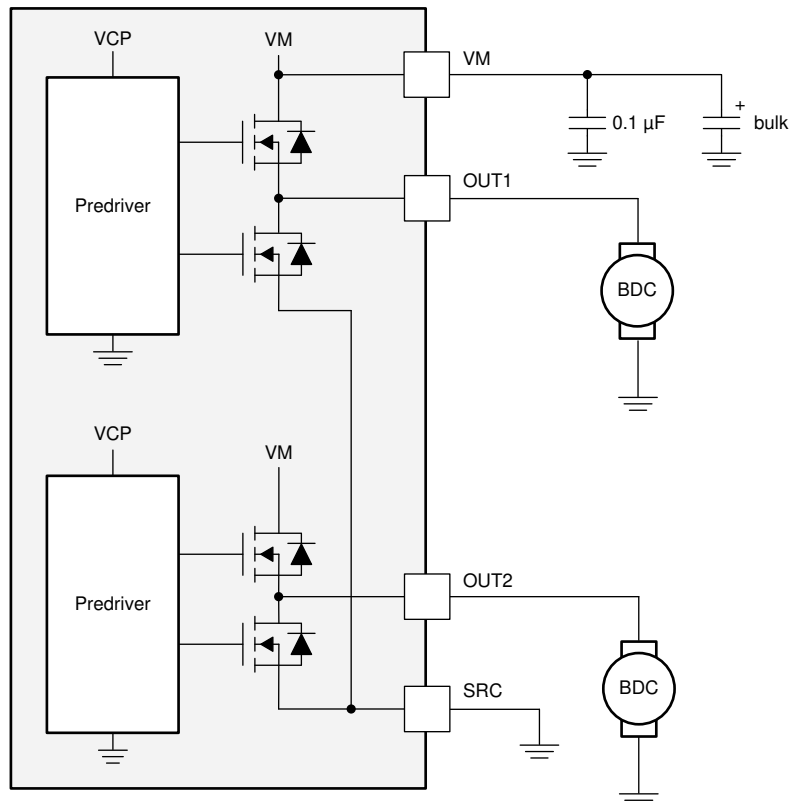 VCP
VM
VM
+
0.1 µF
bulk
OUT1
Predriver
BDC
VCP
VM
OUT2
Predriver
SRC
BDC